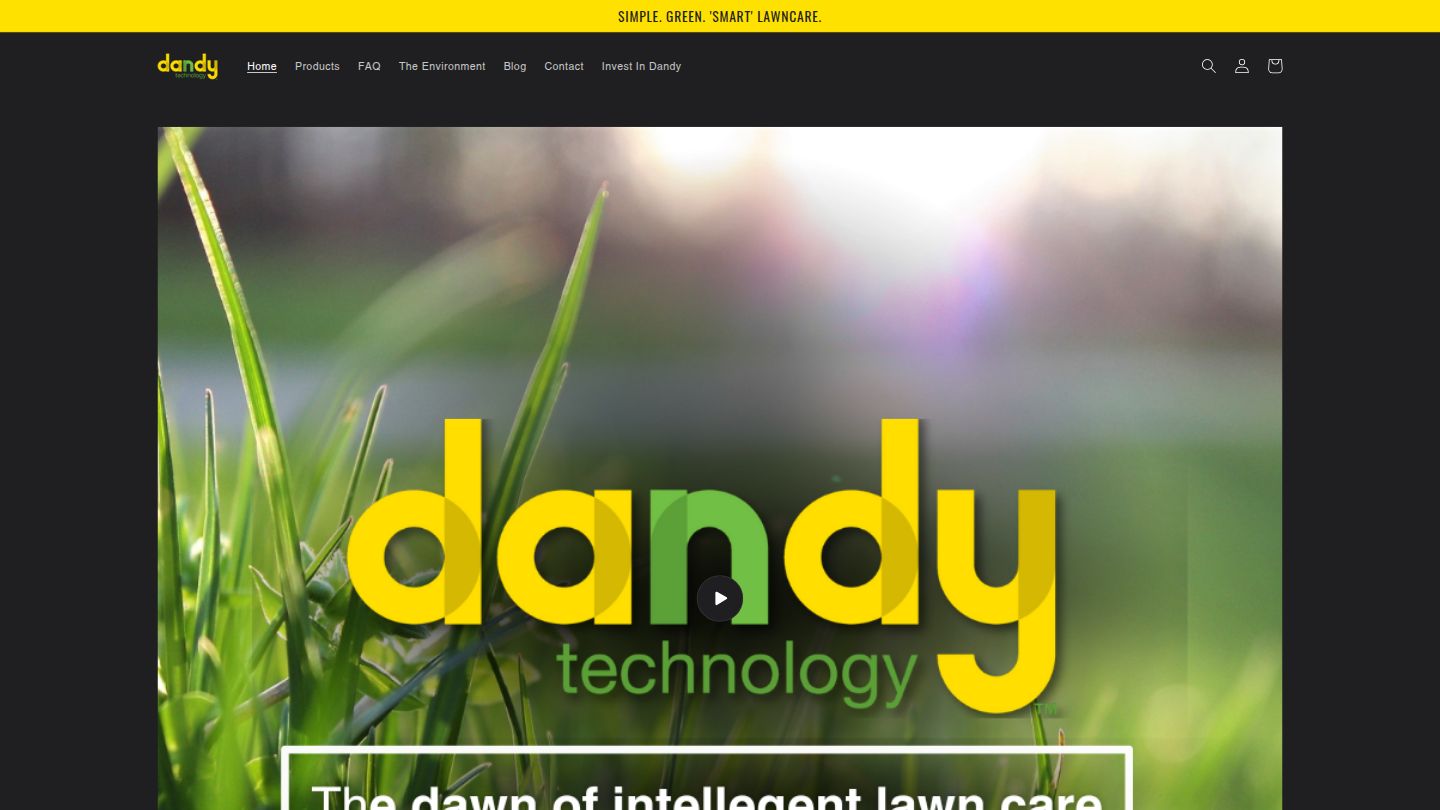 SIMPLE. GREEN. 'SMART' LAWNCARE.
dandy
technology
Home Products FAQ The Environment Blog Contact Invest In Dandy
dandy
technology
TM
The dawn of intellegent lawn care